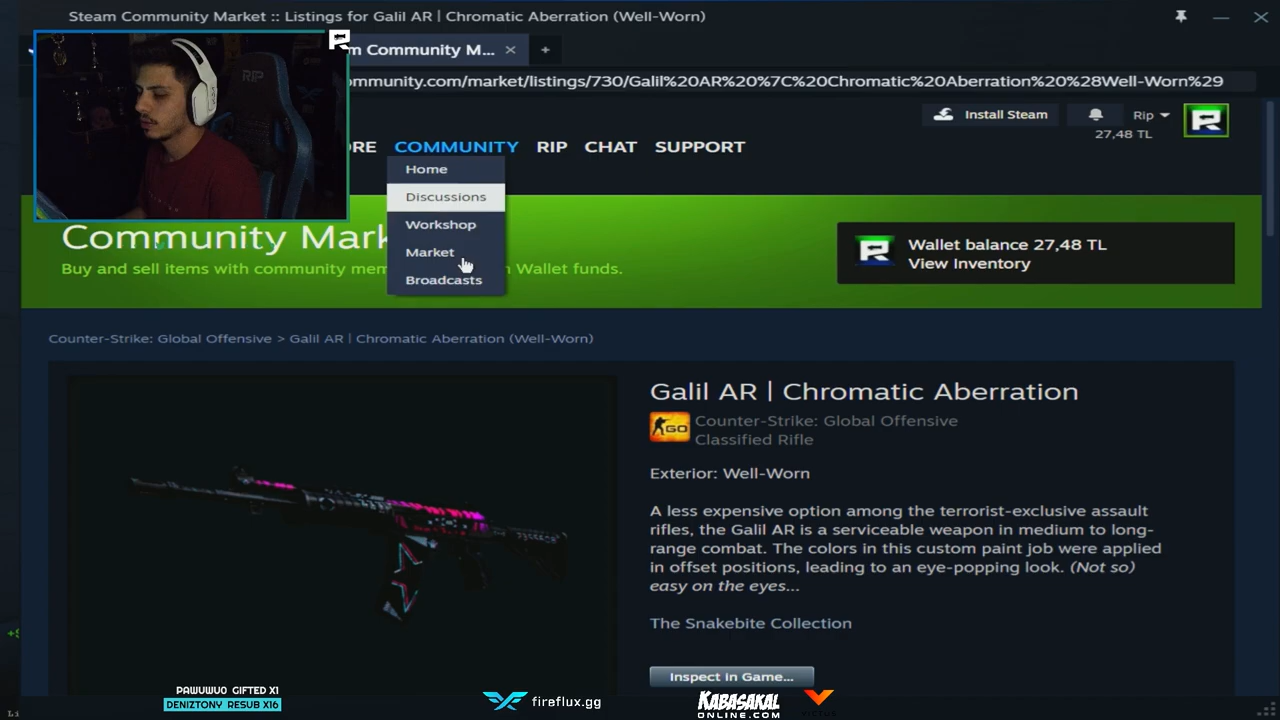 Steam Community Market :: Listings for Galil AR | Chromatic Aberration (Well-Worn)
m Community M...
ommunity.com/market/listings/730/Galil%20AR%20%7C%20Chromatic%20Aberration%20%28Well-Worn%29
Install Steam
Rip
27,48 TL
RIP
ORE COMMUNITY RIP CHAT SUPPORT
Home
Discussions
Workshop
Market
Broadcasts
Community Mark
Buy and sell items with community mem Wallet funds.
Wallet balance 27,48 TL
View Inventory
Counter-Strike: Global Offensive > Galil AR | Chromatic Aberration (Well-Worn)
Galil AR | Chromatic Aberration
GO
Counter-Strike: Global Offensive
Classified Rifle
Exterior: Well-Worn
A less expensive option among the terrorist-exclusive assault
rifles, the Galil AR is a serviceable weapon in medium to long-
range combat. The colors in this custom paint job were applied
in offset positions, leading to an eye-popping look. (Not so)
easy on the eyes...
The Snakebite Collection
Inspect in Game...
PAWUWUO GIFTED X1
DENIZTONY RESUB X16
fireflux.gg
KABASAKAL
ONLINE.COM